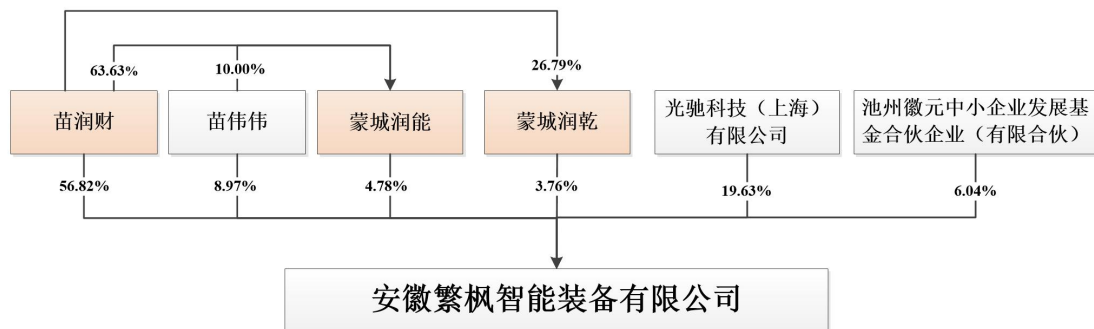 63.63%
10.00%
26.79%
苗润财
苗伟伟
蒙城润能
蒙城润乾
光驰科技（上海）
有限公司
池州徽元中小企业发展基
金合伙企业（有限合伙）
56.82%
8.97%
4.78%
3.76%
19.63%
6.04%
安徽繁枫智能装备有限公司